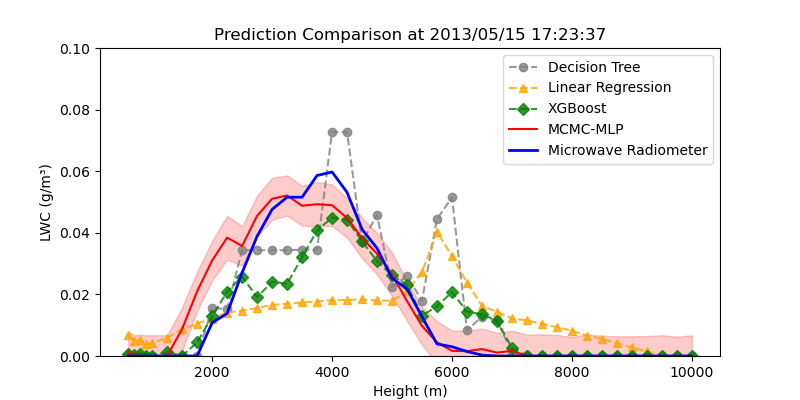 Prediction Comparison at 2013/05/15 17:23:37
0.10
0.08
0.06
0.04
0.02
0.00
LWC (g/m³)
Decision Tree
Linear Regression
XGBoost
MCMC-MLP
Microwave Radiometer
2000
4000
6000
8000
10000
Height (m)